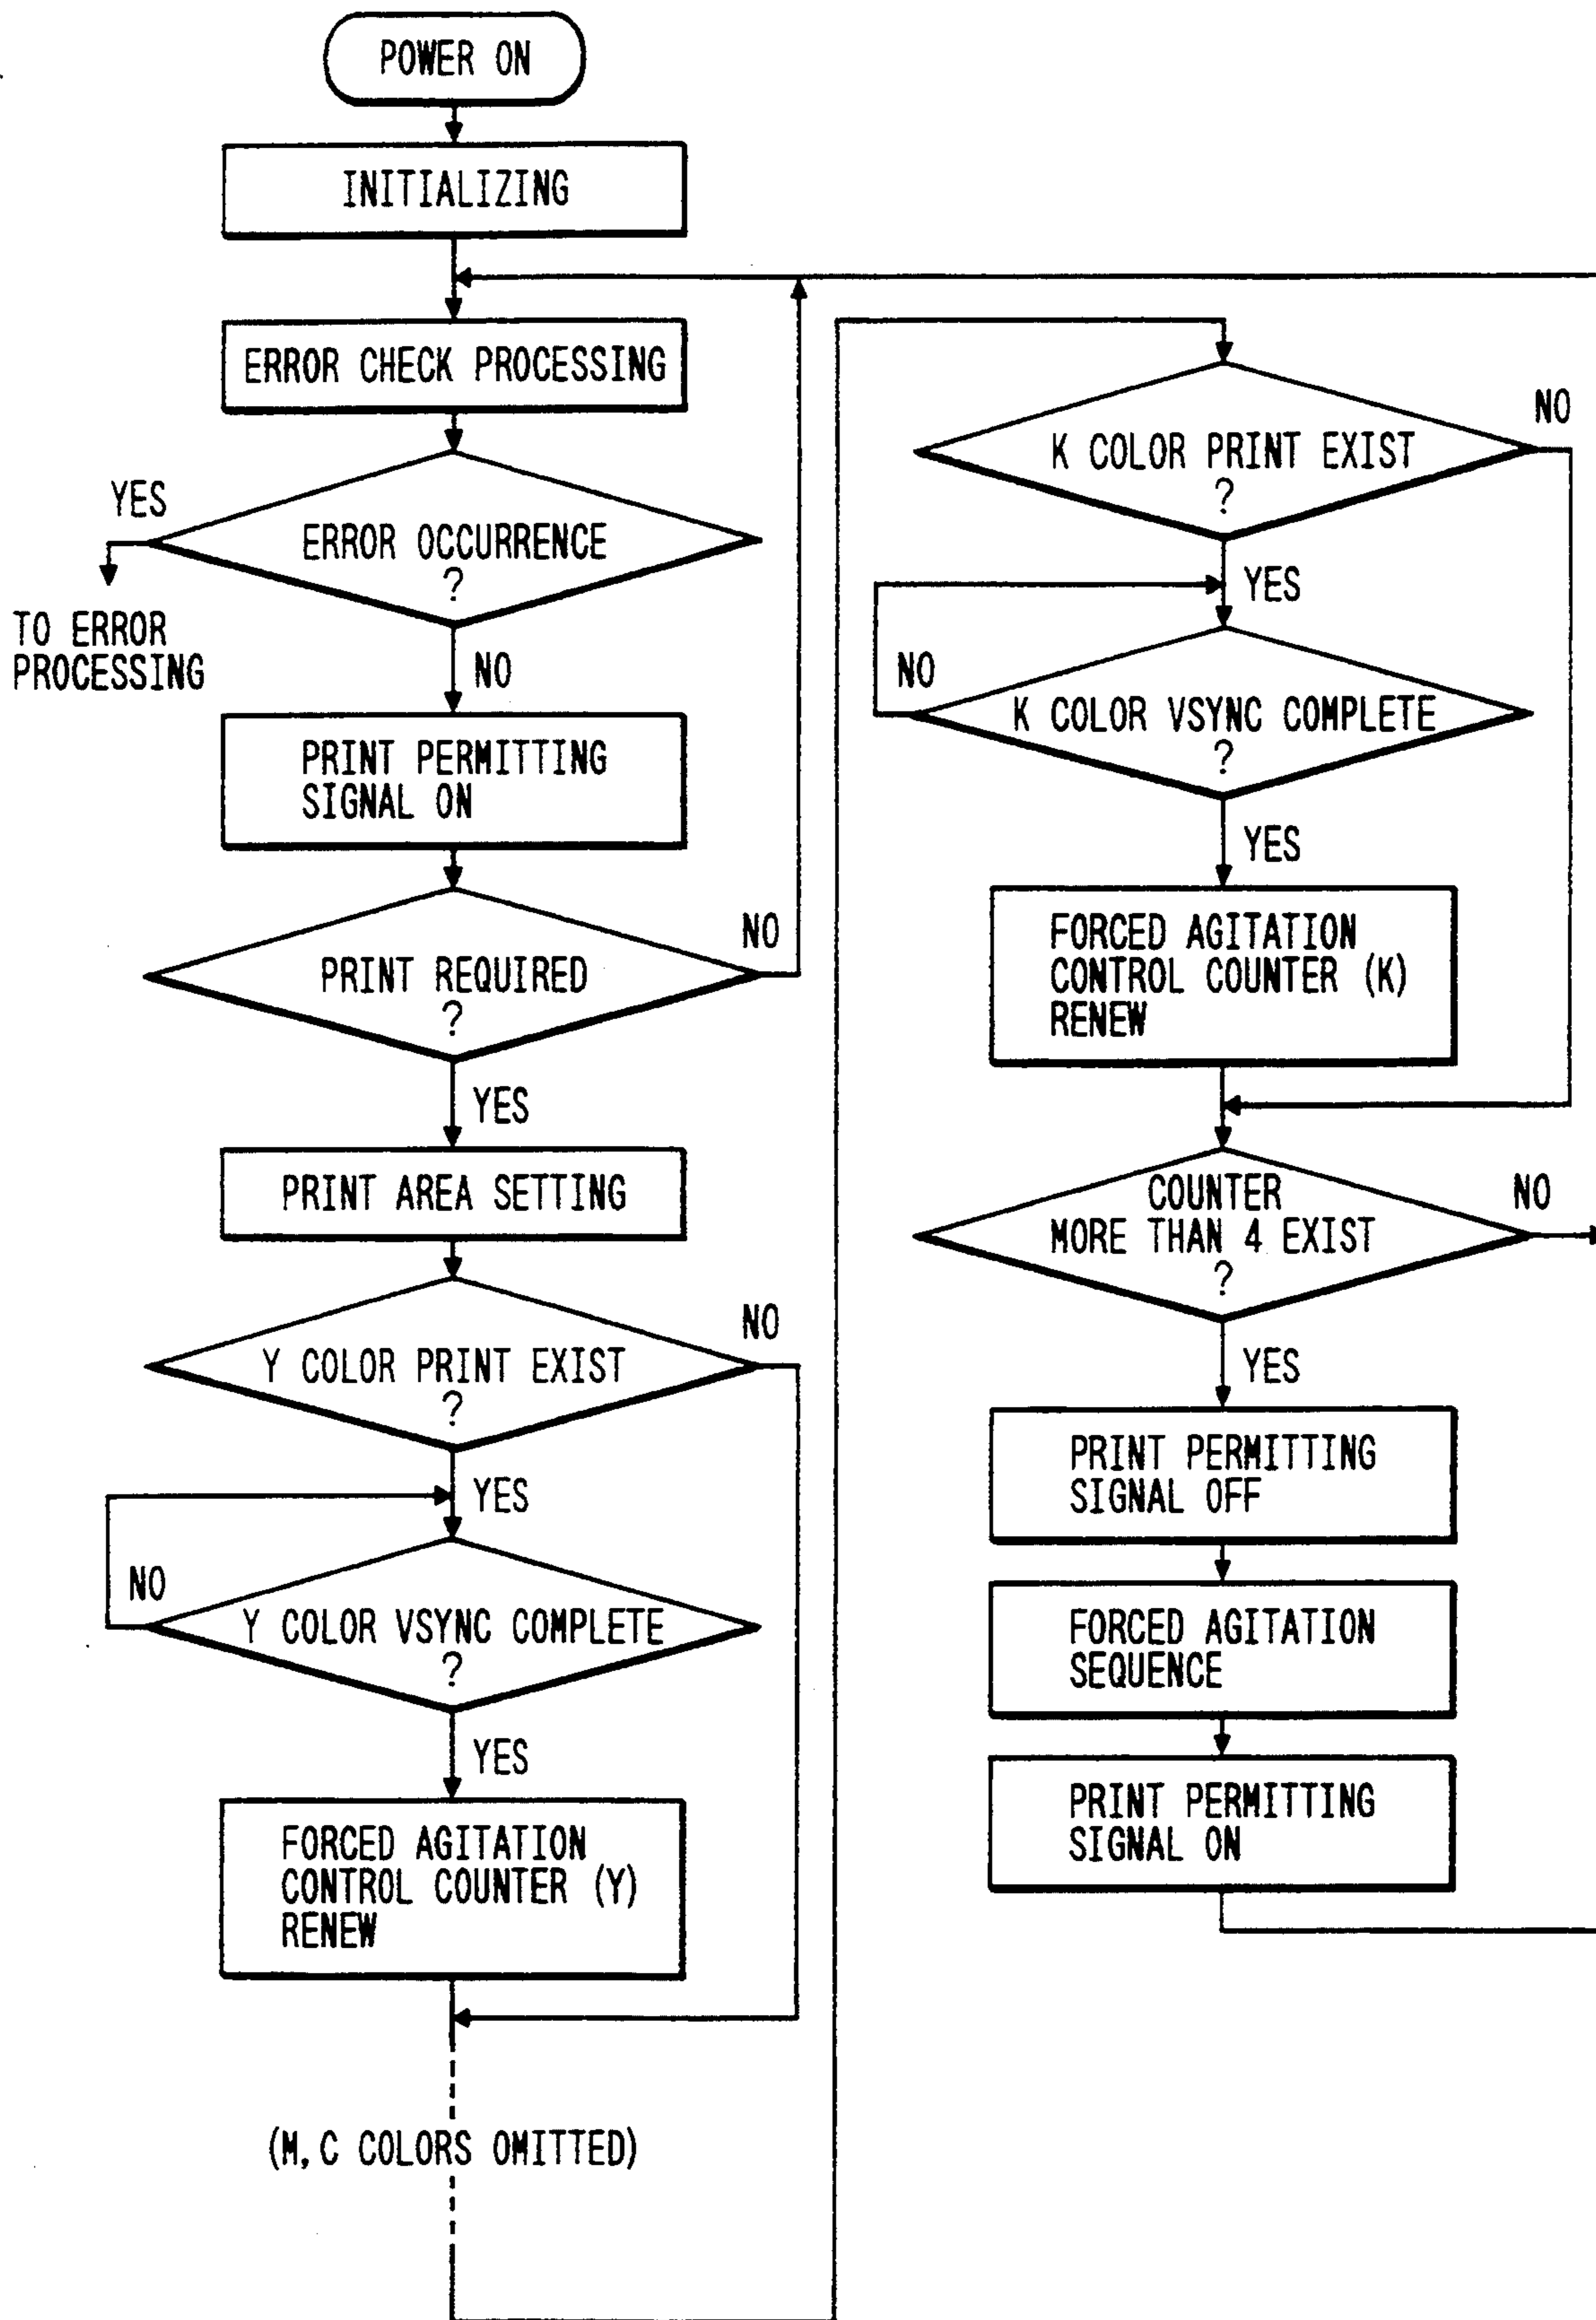 POWER ON
INITIALIZING
ERROR CHECK PROCESSING
YES
ERROR OCCURRENCE
?
TO ERROR
PROCESSING
NO
PRINT PERMITTING
SIGNAL ON
NO
PRINT REQUIRED
?
YES
PRINT AREA SETTING
NO
Y COLOR PRINT EXIST
?
YES
NO
Y COLOR VSYNC COMPLETE
?
YES
FORCED AGITATION
CONTROL COUNTER (Y)
RENEW
(M, C COLORS OMITTED)
NO
K COLOR PRINT EXIST
?
YES
NO
K COLOR VSYNC COMPLETE
?
YES
FORCED AGITATION
CONTROL COUNTER (K)
RENEW
COUNTER
NO
MORE THAN 4 EXIST
?
YES
PRINT PERMITTING
SIGNAL OFF
FORCED AGITATION
SEQUENCE
PRINT PERMITTING
SIGNAL ON